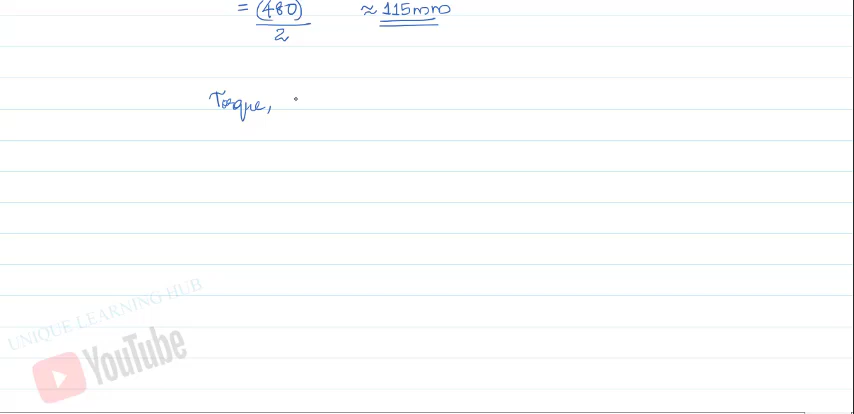 = (480) ≈ 115mm
2
Torque,
UNIQUE LEARNING HUB
YouTube